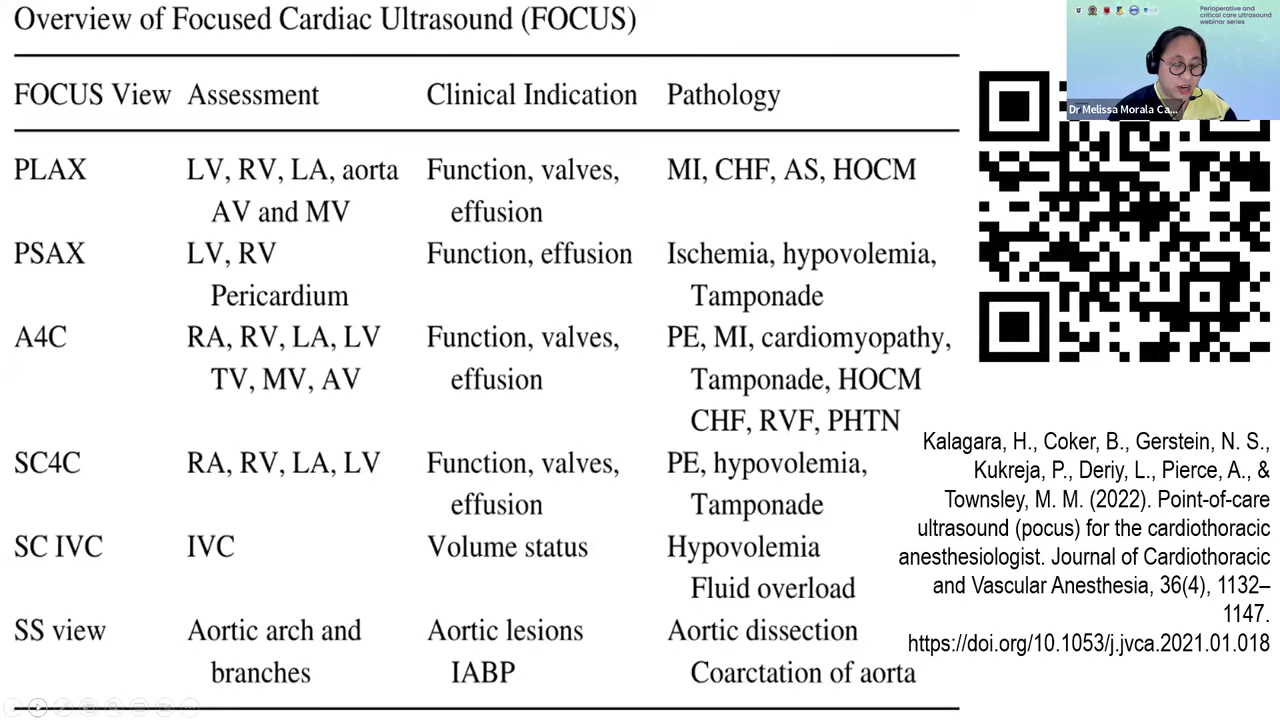 Overview of Focused Cardiac Ultrasound (FOCUS)
FOCUS View Assessment Clinical Indication Pathology
PLAX LV, RV, LA, aorta Function, valves, MI, CHF, AS, HOCM
AV and MV effusion
PSAX LV, RV Function, effusion Ischemia, hypovolemia,
Pericardium Tamponade
A4C RA, RV, LA, LV Function, valves, PE, MI, cardiomyopathy,
TV, MV, AV effusion Tamponade, HOCM
CHF, RVF, PHTN
SC4C RA, RV, LA, LV Function, valves, PE, hypovolemia,
effusion Tamponade
SC IVC IVC Volume status Hypovolemia
Fluid overload
SS view Aortic arch and Aortic lesions Aortic dissection
branches IABP Coarctation of aorta
Perioperative and
critical care ultrasound
webinar series
Dr Melissa Morala Ca...
Kalagara, H., Coker, B., Gerstein, N. S.,
Kukreja, P., Deriy, L., Pierce, A., &
Townsley, M. M. (2022). Point-of-care
ultrasound (pocus) for the cardiothoracic
anesthesiologist. Journal of Cardiothoracic
and Vascular Anesthesia, 36(4), 1132–
1147.
https://doi.org/10.1053/j.jvca.2021.01.018